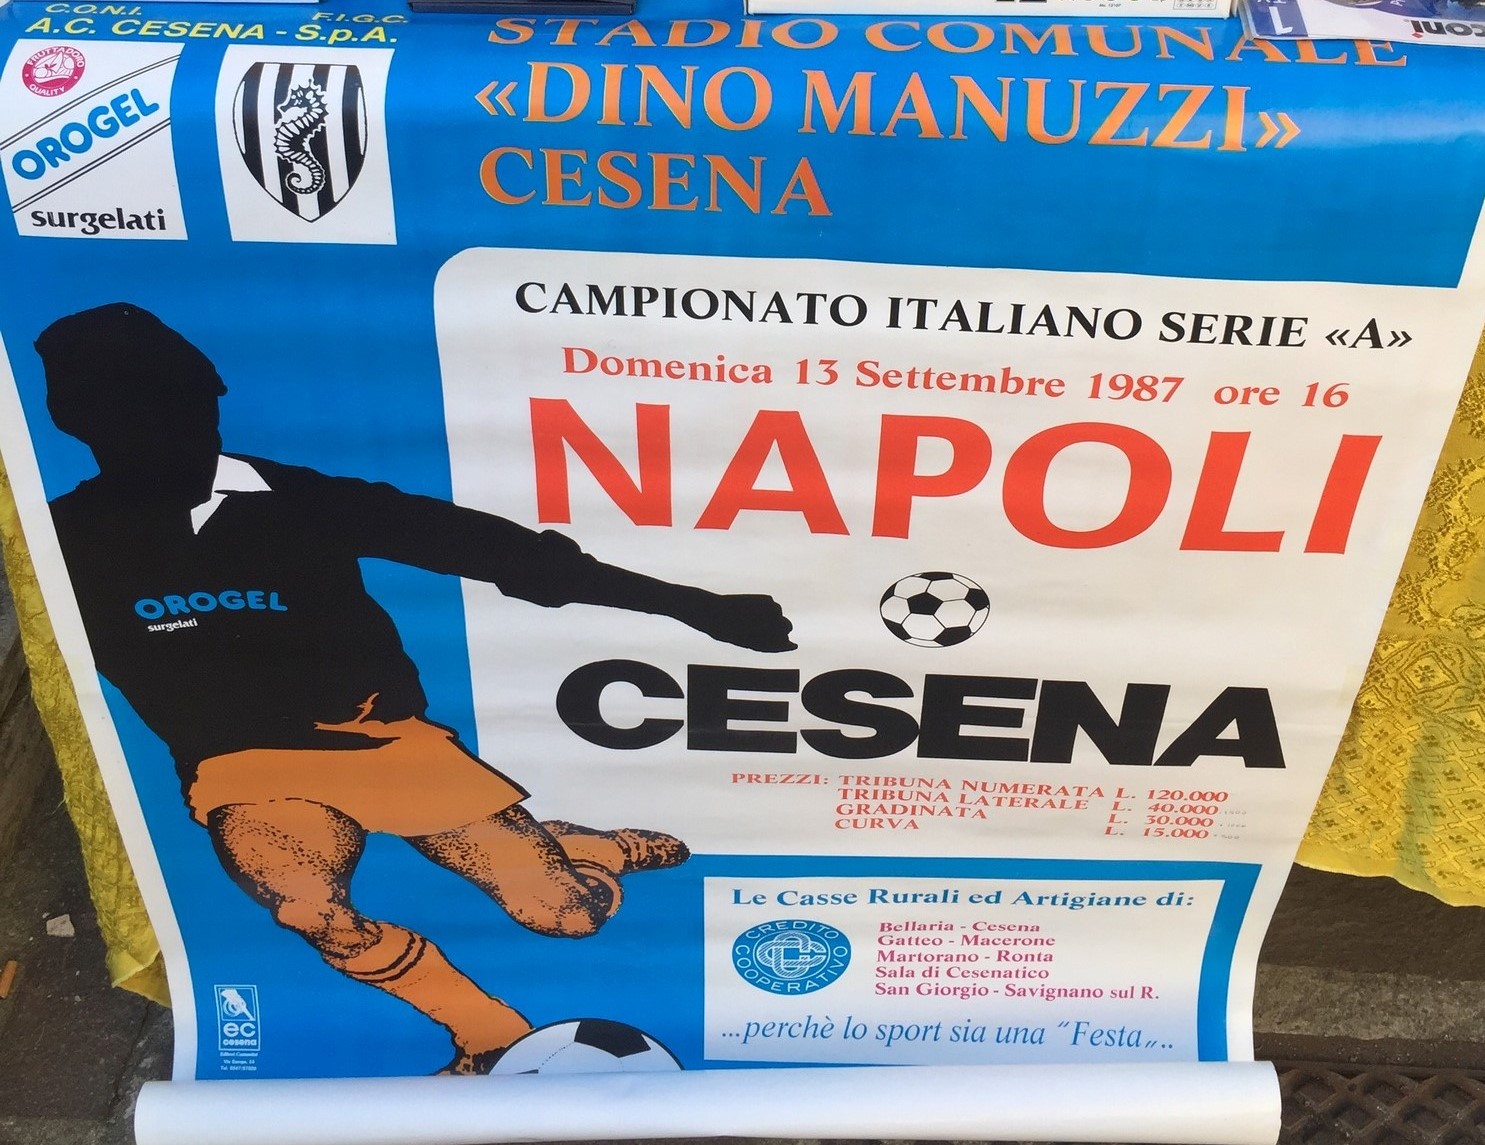 C.O.N.I. F.I.G.C.
A.C. CESENA - S.p.A.
FRUTTADORO
QUALITY
OROGEL
surgelati
STADIO COMUNALE
«DINO MANUZZI»
CESENA
CAMPIONATO ITALIANO SERIE «A»
Domenica 13 Settembre 1987 ore 16
NAPOLI
CESENA
OROGEL
surgelati
PREZZI: TRIBUNA NUMERATA L. 120.000
TRIBUNA LATERALE L. 40.000
GRADINATA L. 30.000
CURVA L. 15.000
Le Casse Rurali ed Artigiane di:
CREDITO COOPERATIVO
Bellaria - Cesena
Gatteo - Macerone
Martorano - Ronta
Sala di Cesenatico
San Giorgio - Savignano sul R.
...perchè lo sport sia una "Festa„..
ec
cesena